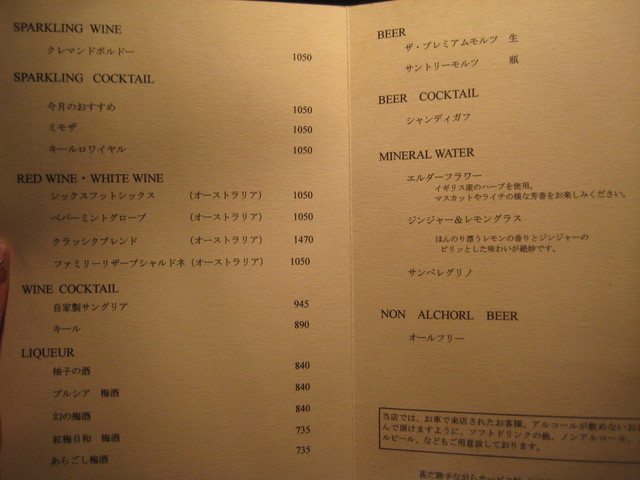 SPARKLING WINE
クレマンドボルドー 1050
SPARKLING COCKTAIL
今月のおすすめ 1050
ミモザ 1050
キールロワイヤル 1050
RED WINE・WHITE WINE
シックスフットシックス (オーストラリア) 1050
ペパーミントグローブ (オーストラリア) 1050
クラッシクブレンド (オーストラリア) 1470
ファミリーリザーブシャルドネ (オーストラリア) 1050
WINE COCKTAIL
自家製サングリア 945
キール 890
LIQUEUR
柚子の酒 840
ブルシア 梅酒 840
幻の梅酒 840
紅梅日和 梅酒 735
あらごし梅酒 735
BEER
ザ・プレミアムモルツ 生
サントリーモルツ 瓶
BEER COCKTAIL
シャンディガフ
MINERAL WATER
エルダーフラワー
イギリス産のハーブを使用。
マスカットやライチの様な芳香をお楽しみください。
ジンジャー&レモングラス
ほんのり漂うレモンの香りとジンジャーの
ピリッとした味わいが絶妙です。
サンペレグリノ
NON ALCHORL BEER
オールフリー
当店では、お車で来店されたお客様、アルコールが飲めないお
んで頂けますように、ソフトドリンクの他、ノンアルコール、
ルビール、などもご用意致しております。